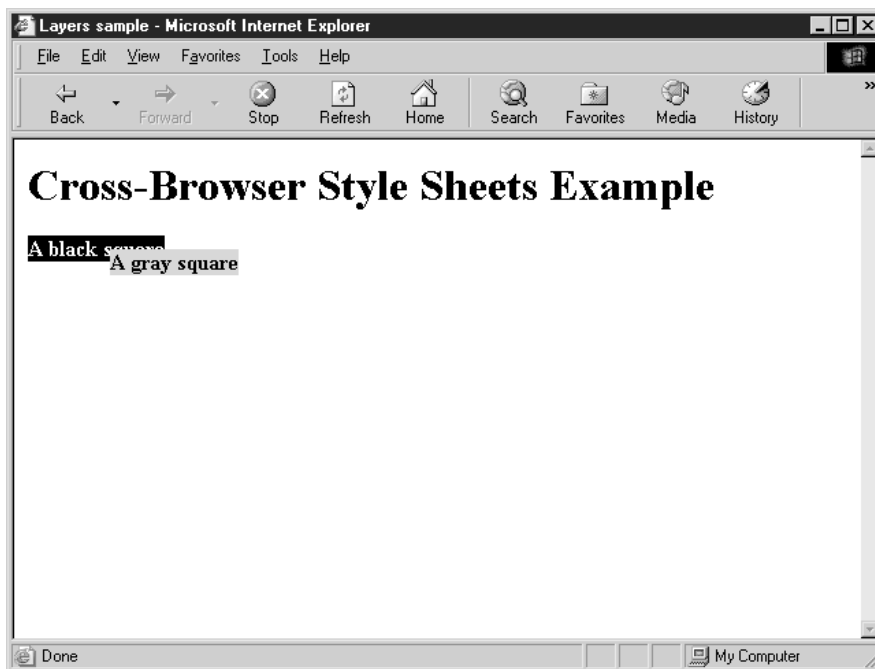 Layers sample - Microsoft Internet Explorer
File Edit View Favorites Tools Help
»
Back Forward Stop Refresh Home Search Favorites Media History
Cross-Browser Style Sheets Example
A black square
A gray square
Done My Computer